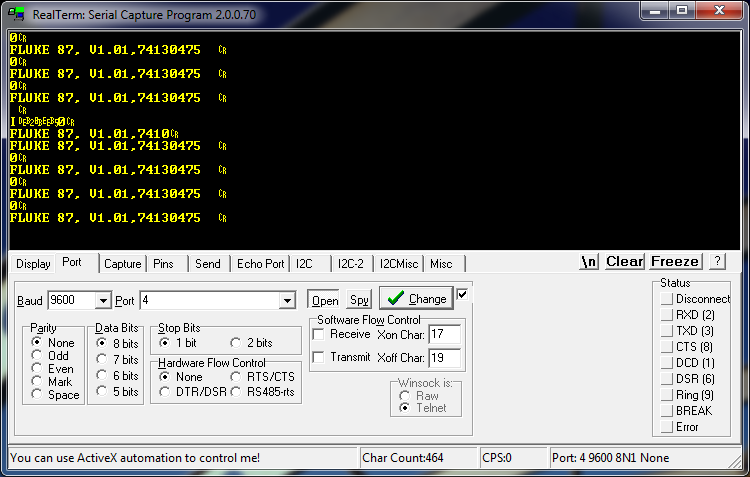 RealTerm: Serial Capture Program 2.0.0.70
0CR
FLUKE 87, V1.01,74130475 CR
0CR
FLUKE 87, V1.01,74130475 CR
0CR
FLUKE 87, V1.01,74130475 CR
CR
FLUKE 87, V1.01,7410CR
FLUKE 87, V1.01,74130475 CR
0CR
FLUKE 87, V1.01,74130475 CR
0CR
FLUKE 87, V1.01,74130475 CR
0CR
FLUKE 87, V1.01,74130475 CR
Display Port Capture Pins Send Echo Port I2C I2C-2 I2CMisc Misc \n Clear Freeze ?
Baud 9600 Port 4 Open Spy Change
Parity
None
Odd
Even
Mark
Space
Data Bits
8 bits
7 bits
6 bits
5 bits
Stop Bits
1 bit 2 bits
Hardware Flow Control
None RTS/CTS
DTR/DSR RS485-rts
Software Flow Control
Receive Xon Char: 17
Transmit Xoff Char: 19
Winsock is:
Raw
Telnet
Status
Disconnect
RXD (2)
TXD (3)
CTS (8)
DCD (1)
DSR (6)
Ring (9)
BREAK
Error
You can use ActiveX automation to control me! Char Count:464 CPS:0 Port: 4 9600 8N1 None